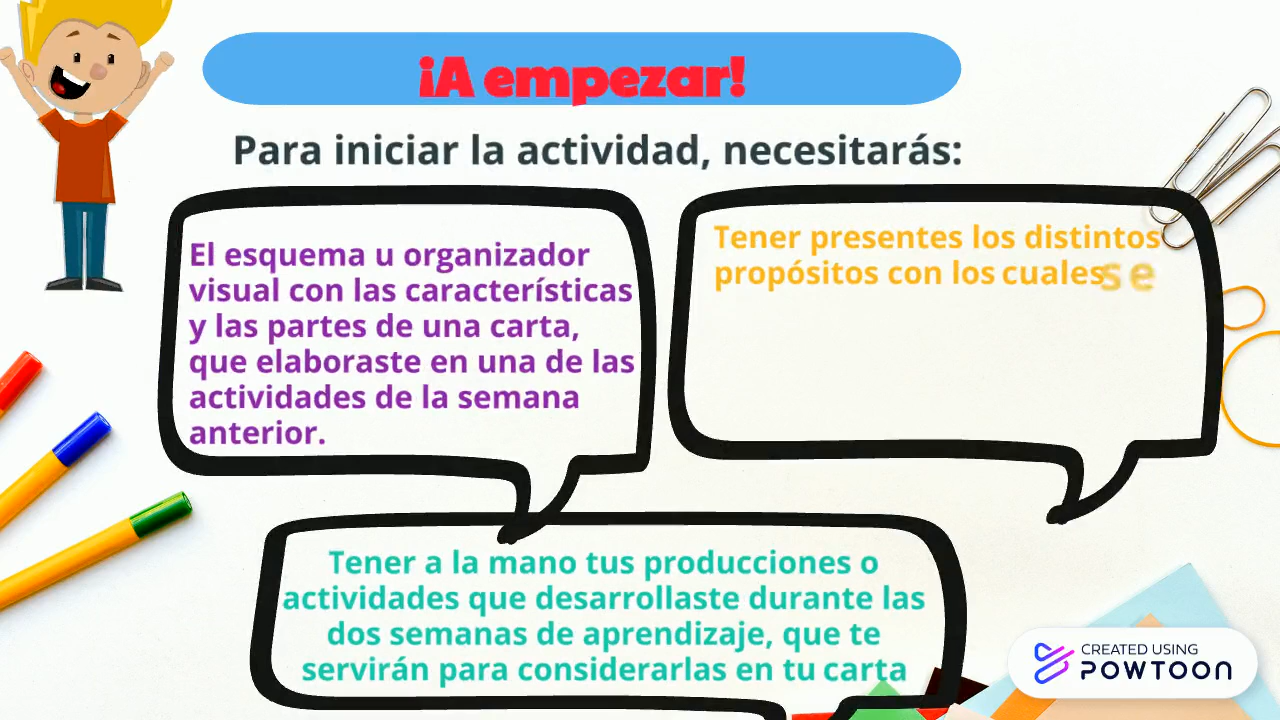 ¡A empezar!
Para iniciar la actividad, necesitarás:
El esquema u organizador
visual con las características
y las partes de una carta,
que elaboraste en una de las
actividades de la semana
anterior.
Tener presentes los distintos
propósitos con los cuales se
Tener a la mano tus producciones o
actividades que desarrollaste durante las
dos semanas de aprendizaje, que te
servirán para considerarlas en tu carta
CREATED USING
POWTOON